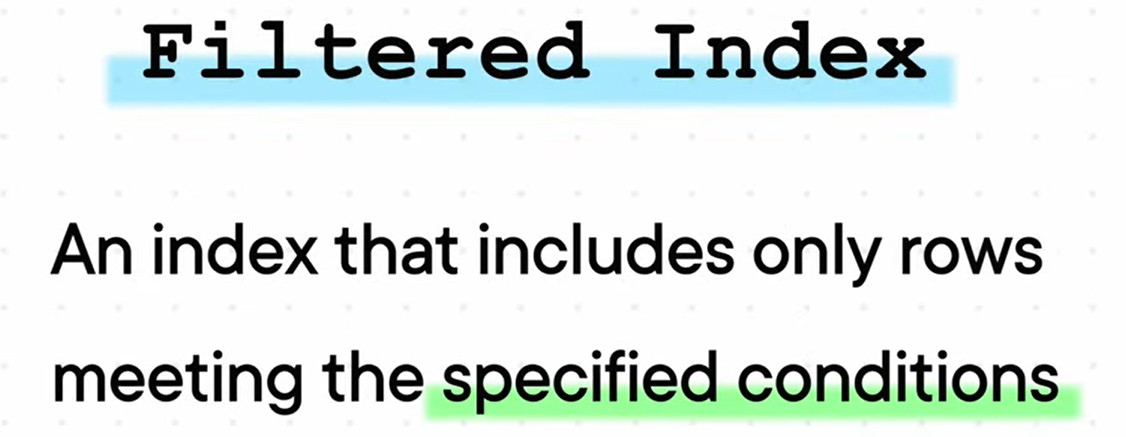 Filtered Index
An index that includes only rows
meeting the specified conditions